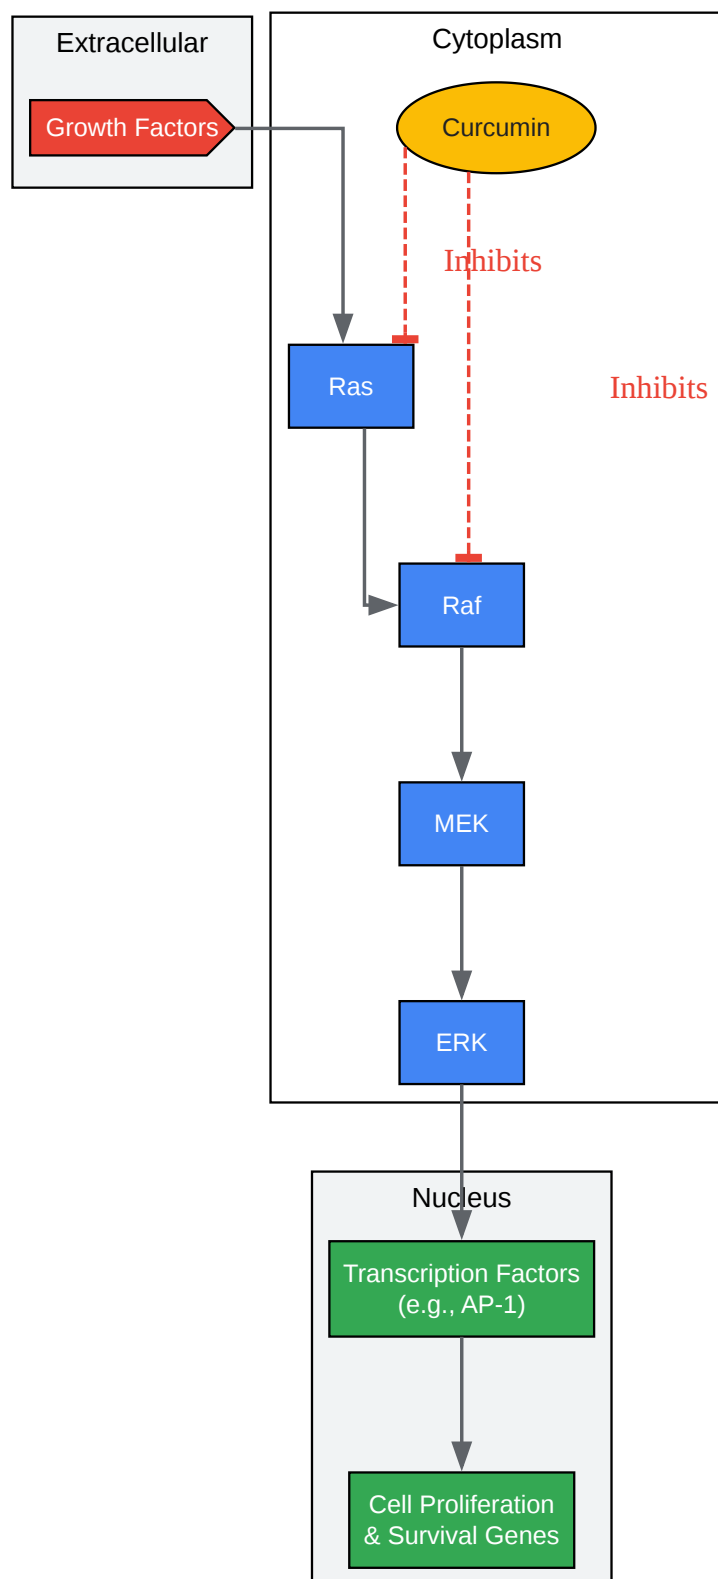 Extracellular
Cytoplasm
Growth Factors
Curcumin
Inhibits
Ras
Inhibits
Raf
MEK
ERK
Nucleus
Transcription Factors
(e.g., AP-1)
Cell Proliferation
& Survival Genes